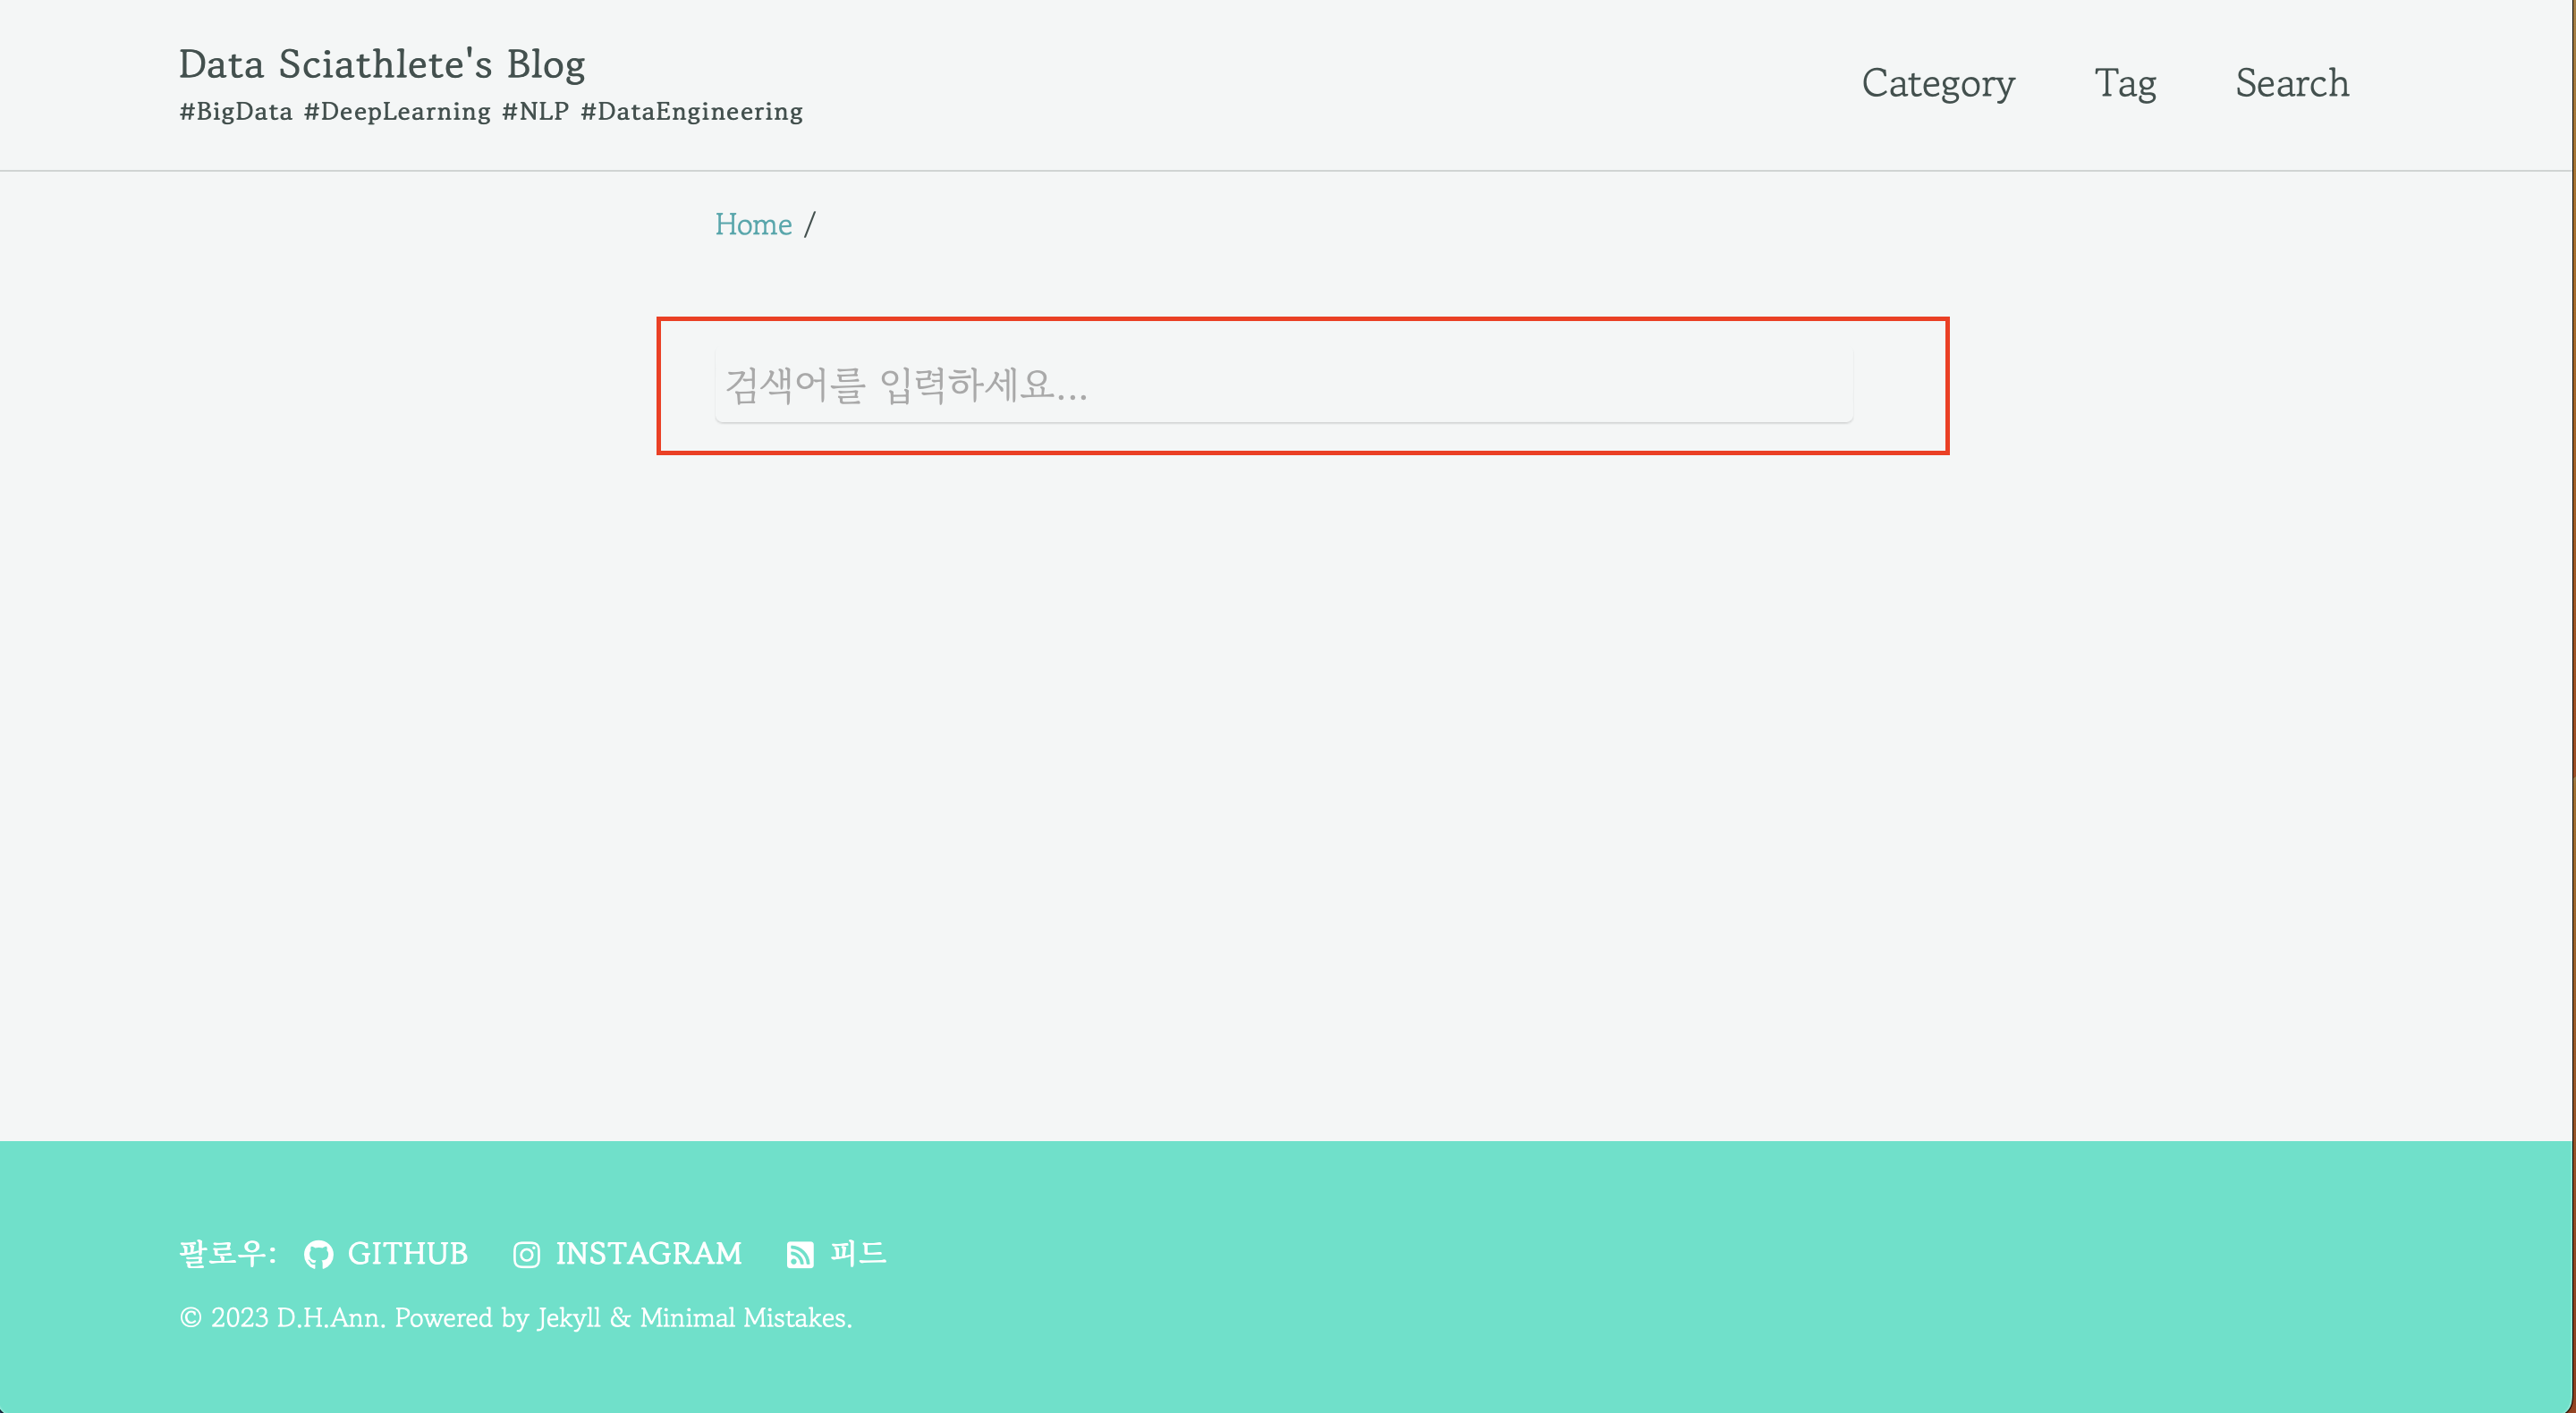 Data Sciathlete's Blog
#BigData #DeepLearning #NLP #DataEngineering
Category Tag Search
Home /
검색어를 입력하세요...
팔로우: GITHUB INSTAGRAM 피드
© 2023 D.H.Ann. Powered by Jekyll & Minimal Mistakes.